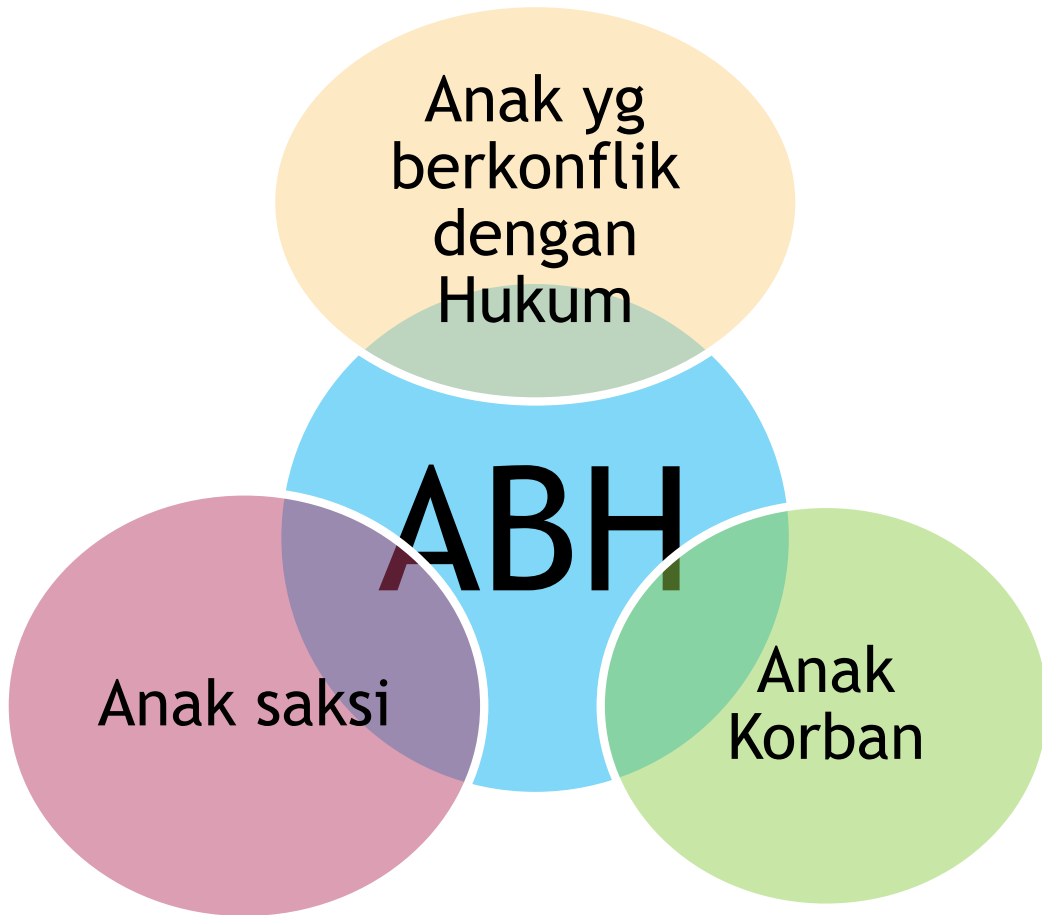 Anak yg
berkonflik
dengan
Hukum
ABH
Anak saksi
Anak
Korban